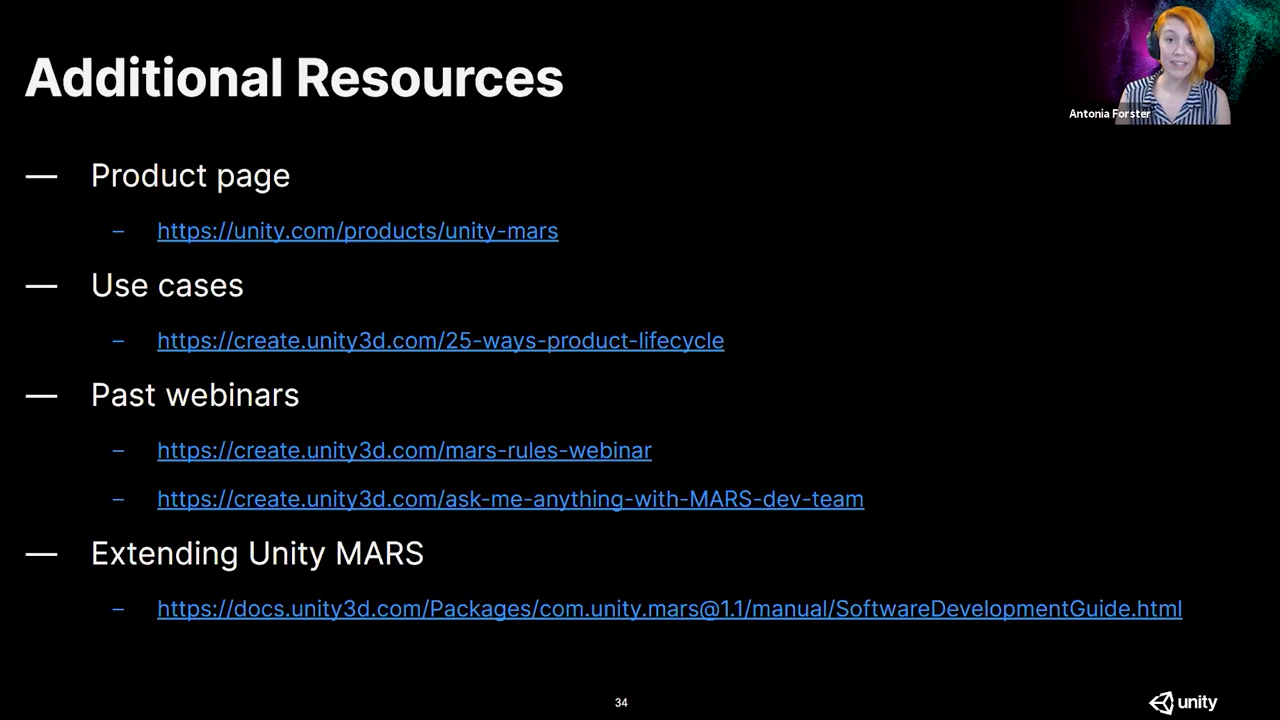 Additional Resources
Antonia Forster
— Product page
– https://unity.com/products/unity-mars
— Use cases
– https://create.unity3d.com/25-ways-product-lifecycle
— Past webinars
– https://create.unity3d.com/mars-rules-webinar
– https://create.unity3d.com/ask-me-anything-with-MARS-dev-team
— Extending Unity MARS
– https://docs.unity3d.com/Packages/com.unity.mars@1.1/manual/SoftwareDevelopmentGuide.html
34
unity